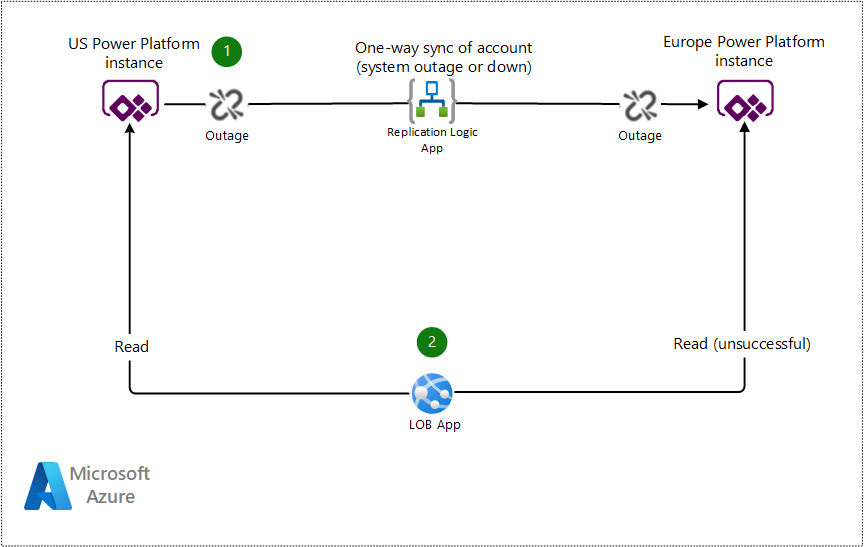 US Power Platform
instance
1
One-way sync of account
(system outage or down)
Europe Power Platform
instance
Outage
Replication Logic
App
Outage
Read
2
Read (unsuccessful)
LOB App
Microsoft
Azure